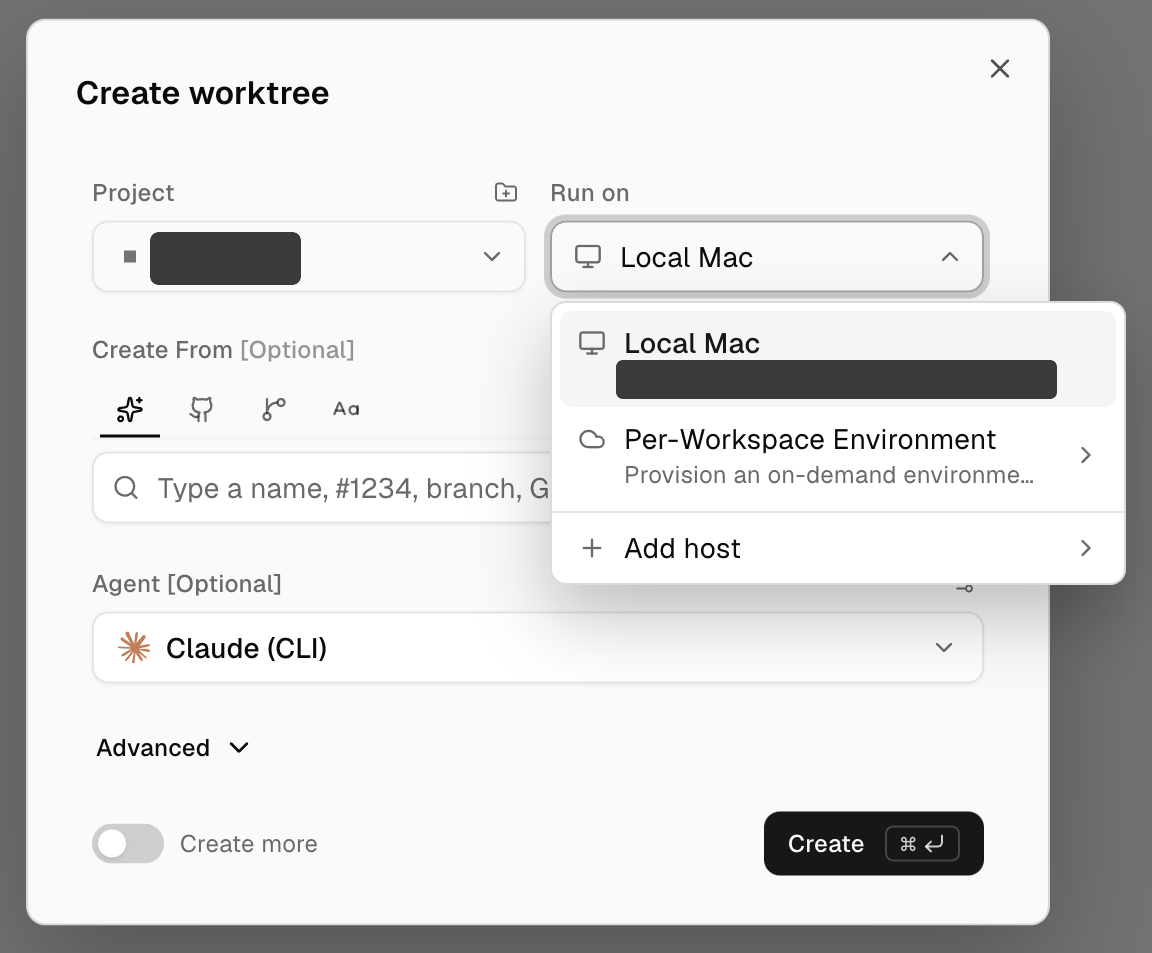 Create worktree
Project
Run on
Local Mac
Local Mac
Per-Workspace Environment
Provision an on-demand environme...
Add host
Create From [Optional]
Aa
Type a name, #1234, branch, G
Agent [Optional]
Claude (CLI)
Advanced
Create more
Create ⌘